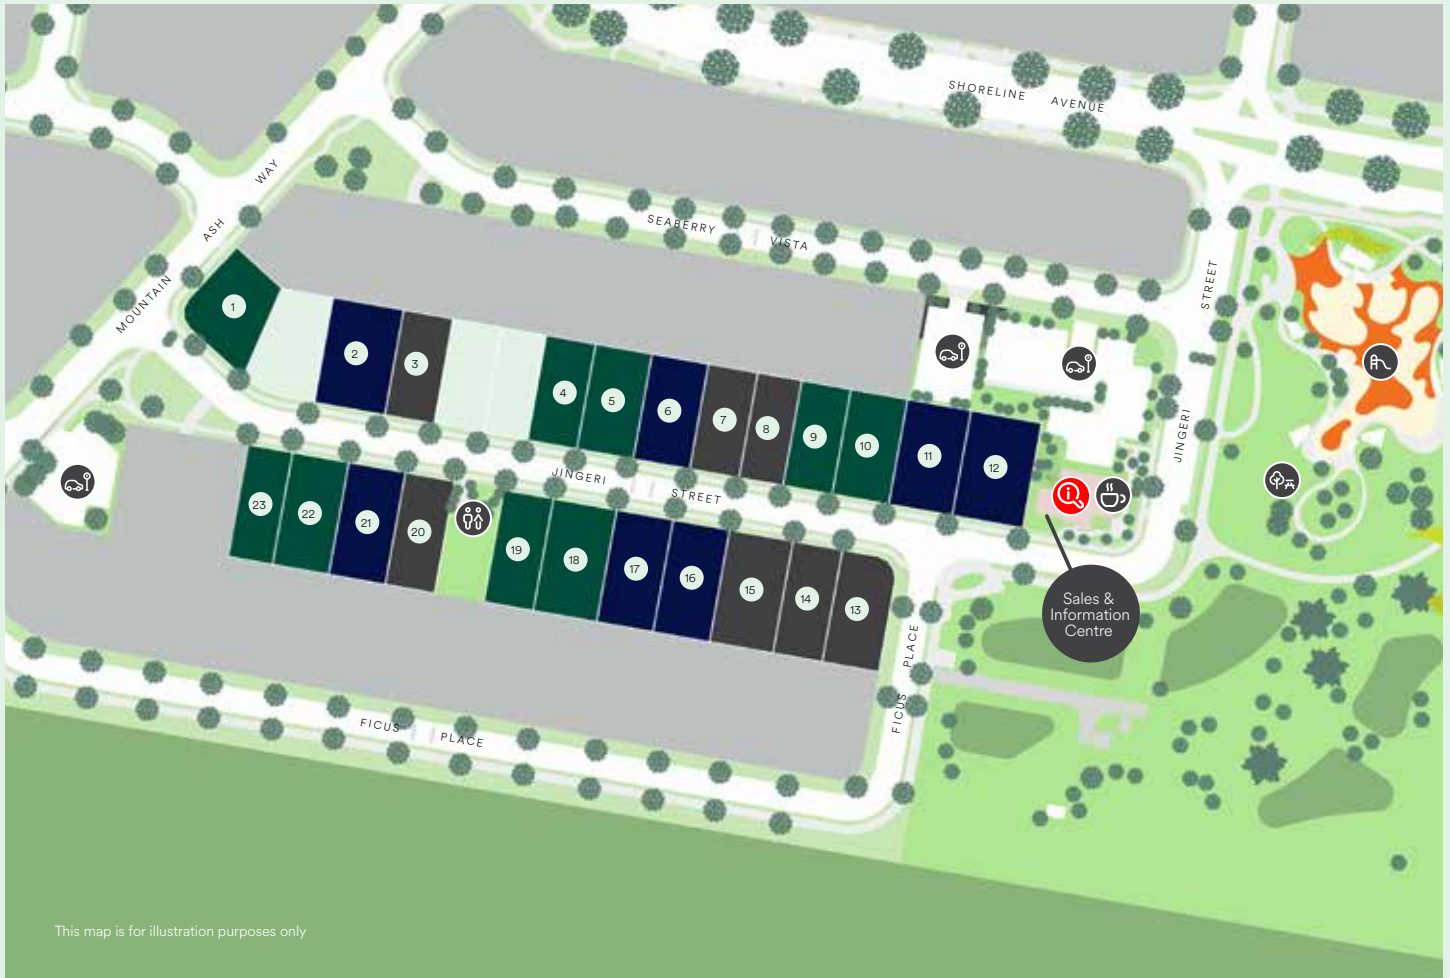 SHORELINE AVENUE
MOUNTAIN ASH WAY
SEABERRY VISTA
JINGERI STREET
1
2
3
4
5
6
7
8
9
10
11
12
JINGERI STREET
23
22
21
20
19
18
17
16
15
14
13
i
Sales &
Information
Centre
FICUS PLACE
FICUS PLACE
This map is for illustration purposes only